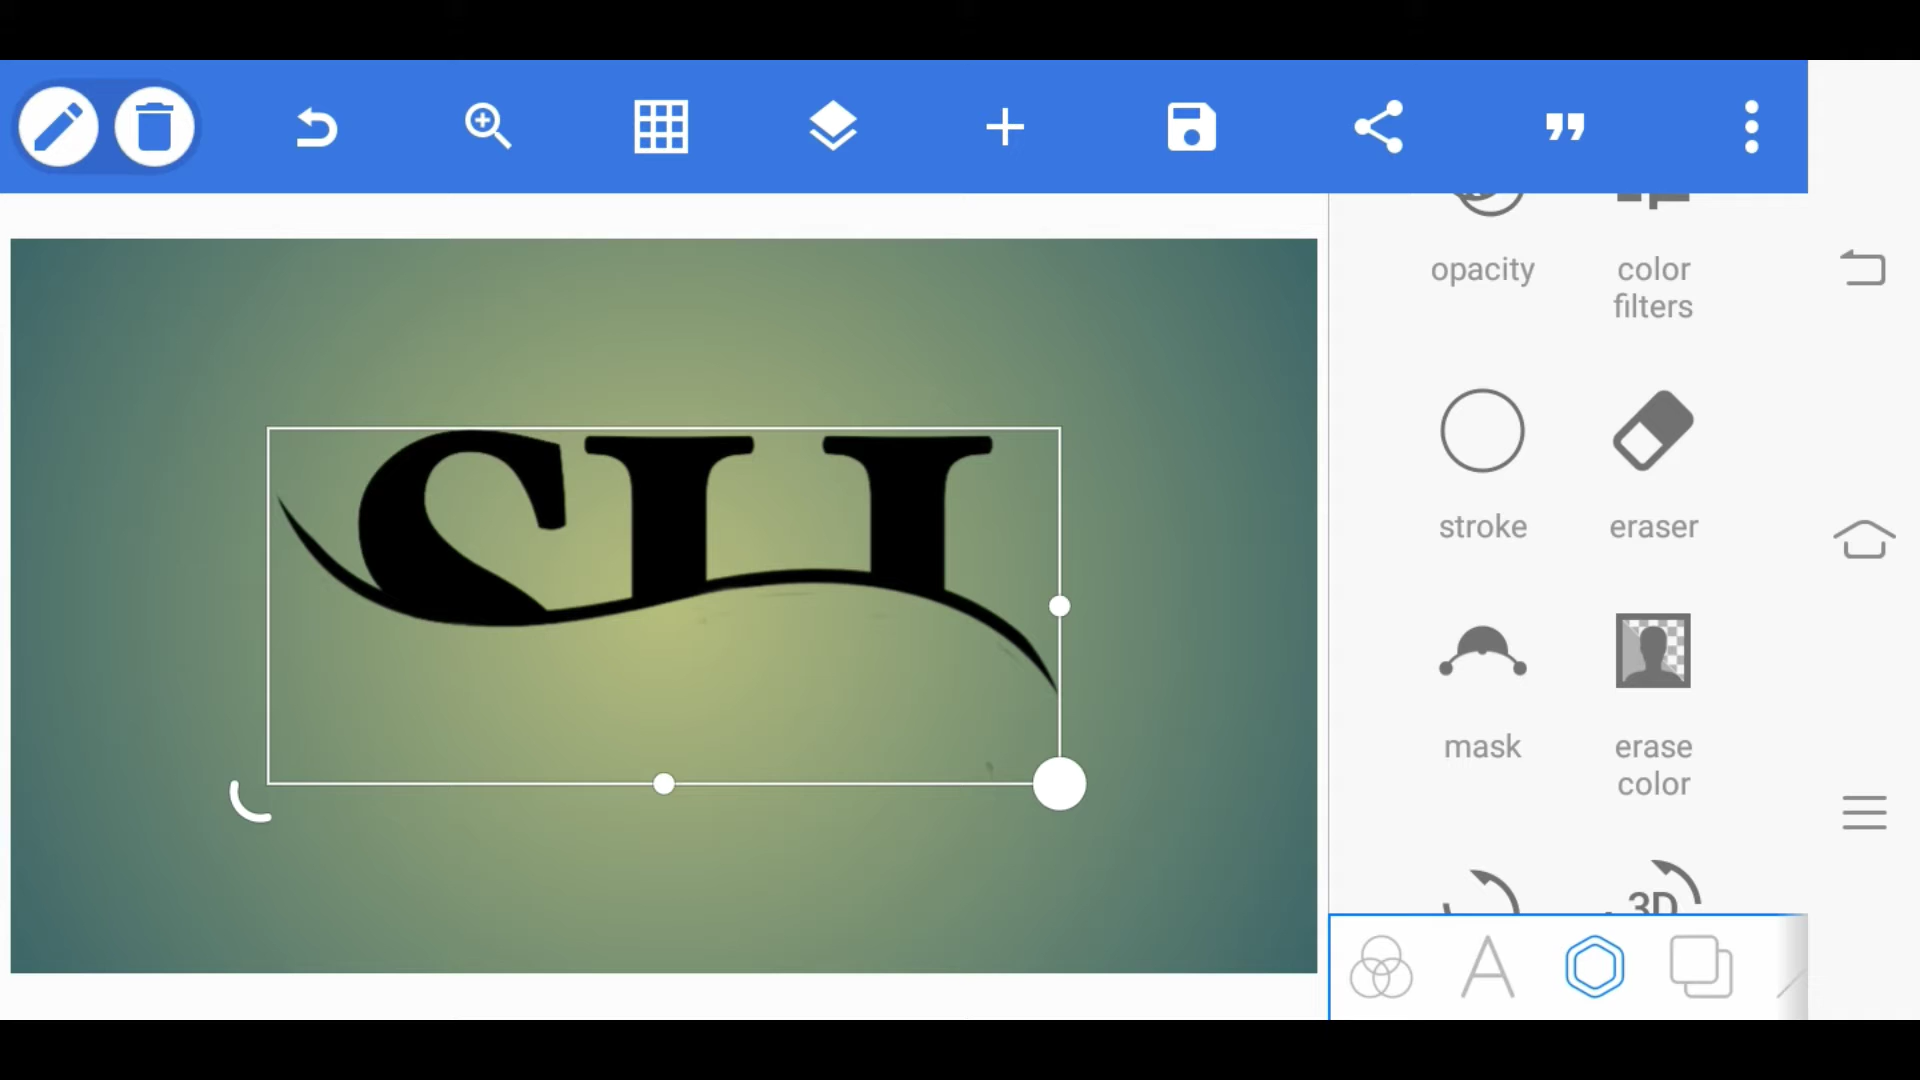 opacity
color
filters
stroke
eraser
mask
erase
color
3D
A